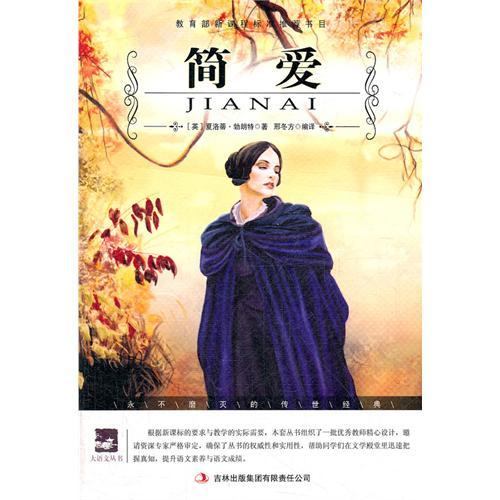 教育部新课程标准推荐书目
简爱
JIANAI
[英]夏洛蒂·勃朗特·著 邢冬方·编译
永不磨灭的传世经典
根据新课标的要求与教学的实际需要，本套丛书组织了一批优秀教师精心设计，邀
请资深专家严格审定，确保了丛书的权威性和实用性，帮助同学们在文学殿堂里迅速把
握真知，提升语文素养与语文成绩。
大语文丛书
吉林出版集团有限责任公司